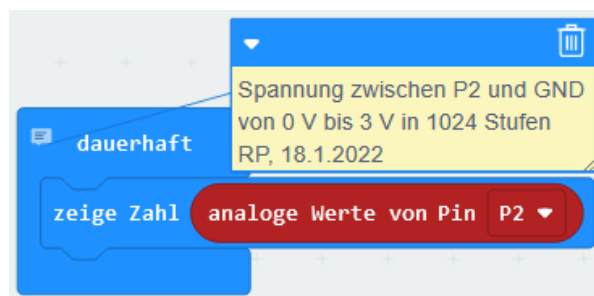 Spannung zwischen P2 und GND
von 0 V bis 3 V in 1024 Stufen
RP, 18.1.2022
dauerhaft
zeige Zahl analoge Werte von Pin P2